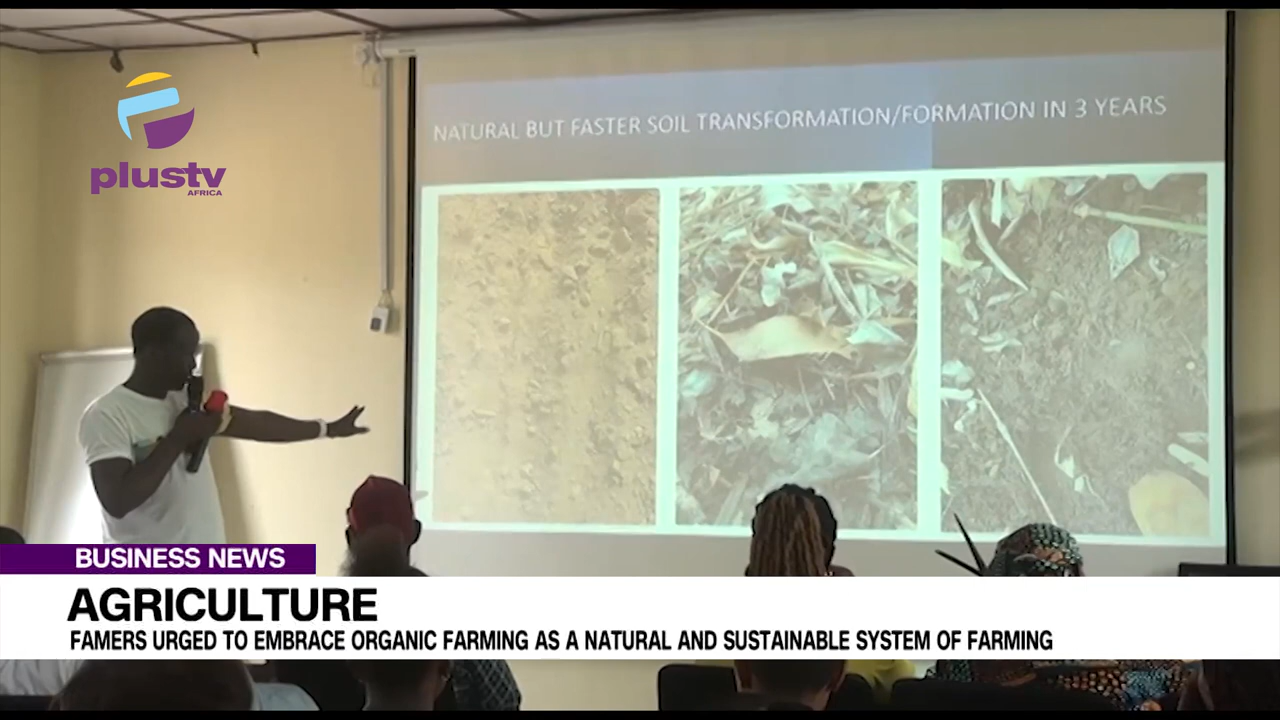 plustv
AFRICA
NATURAL BUT FASTER SOIL TRANSFORMATION/FORMATION IN 3 YEARS
BUSINESS NEWS
AGRICULTURE
FAMERS URGED TO EMBRACE ORGANIC FARMING AS A NATURAL AND SUSTAINABLE SYSTEM OF FARMING